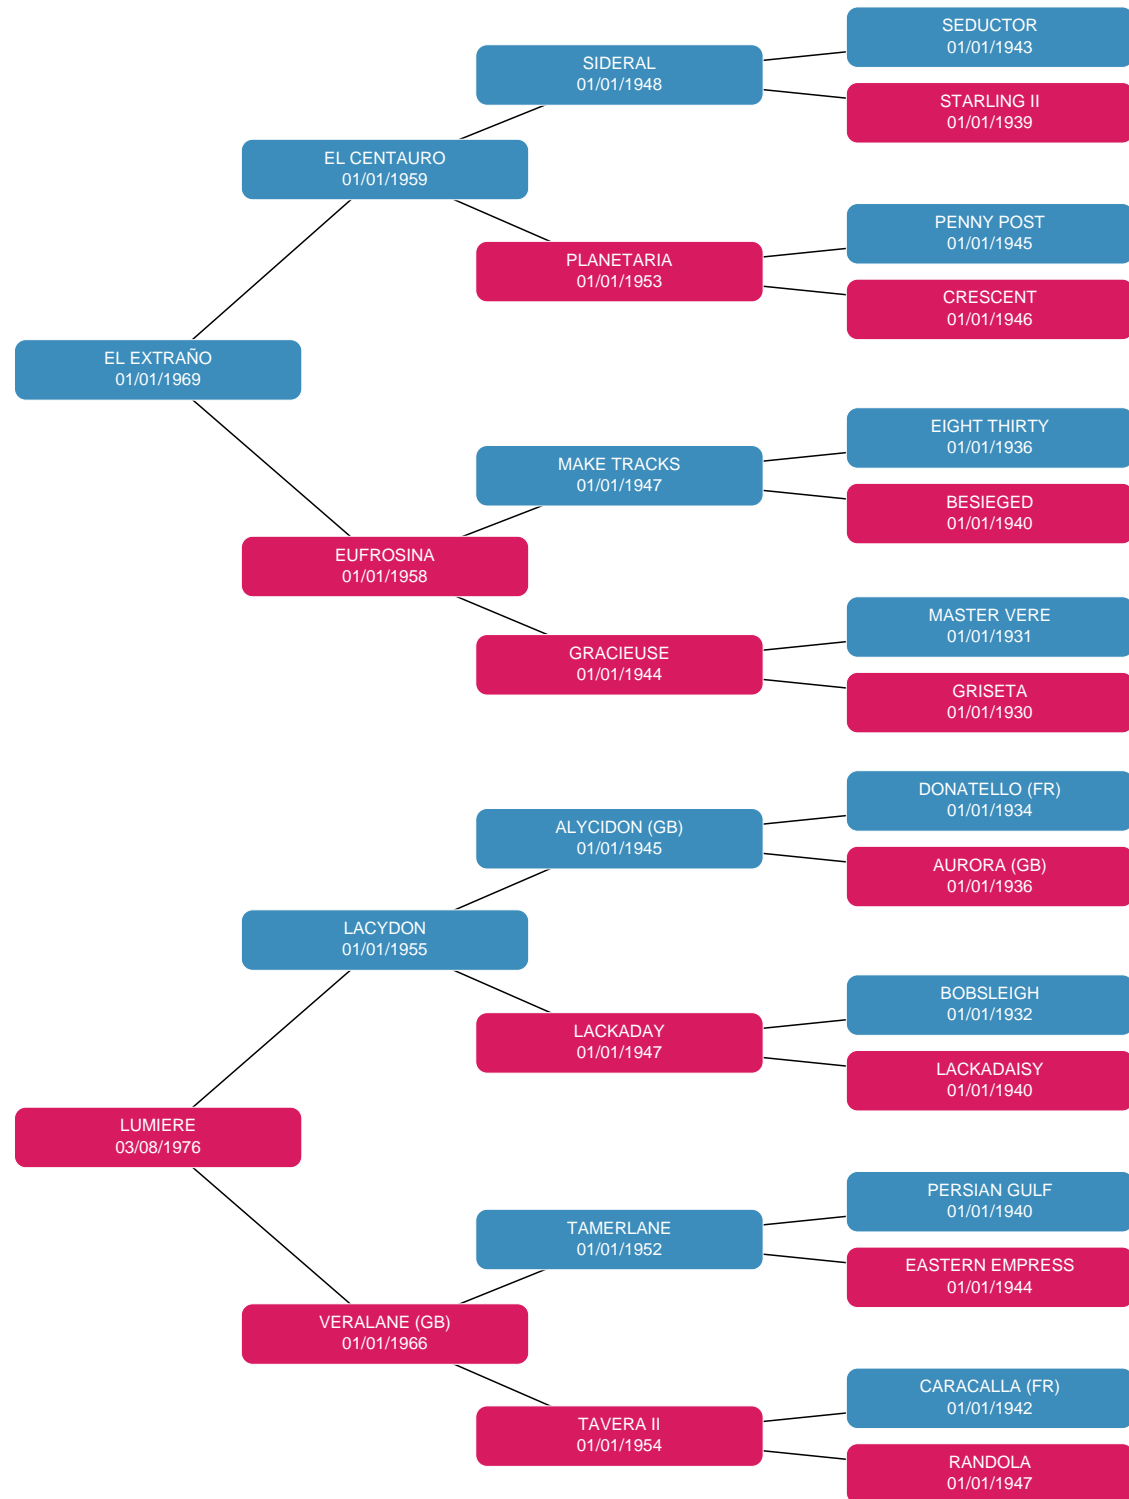 SEDUCTOR
01/01/1943
SIDERAL
01/01/1948
STARLING II
01/01/1939
EL CENTAURO
01/01/1959
PENNY POST
01/01/1945
PLANETARIA
01/01/1953
CRESCENT
01/01/1946
EL EXTRAÑO
01/01/1969
EIGHT THIRTY
01/01/1936
MAKE TRACKS
01/01/1947
BESIEGED
01/01/1940
EUFROSINA
01/01/1958
MASTER VERE
01/01/1931
GRACIEUSE
01/01/1944
GRISETA
01/01/1930
DONATELLO (FR)
01/01/1934
ALYCIDON (GB)
01/01/1945
AURORA (GB)
01/01/1936
LACYDON
01/01/1955
BOBSLEIGH
01/01/1932
LACKADAY
01/01/1947
LACKADAISY
01/01/1940
LUMIERE
03/08/1976
PERSIAN GULF
01/01/1940
TAMERLANE
01/01/1952
EASTERN EMPRESS
01/01/1944
VERALANE (GB)
01/01/1966
CARACALLA (FR)
01/01/1942
TAVERA II
01/01/1954
RANDOLA
01/01/1947